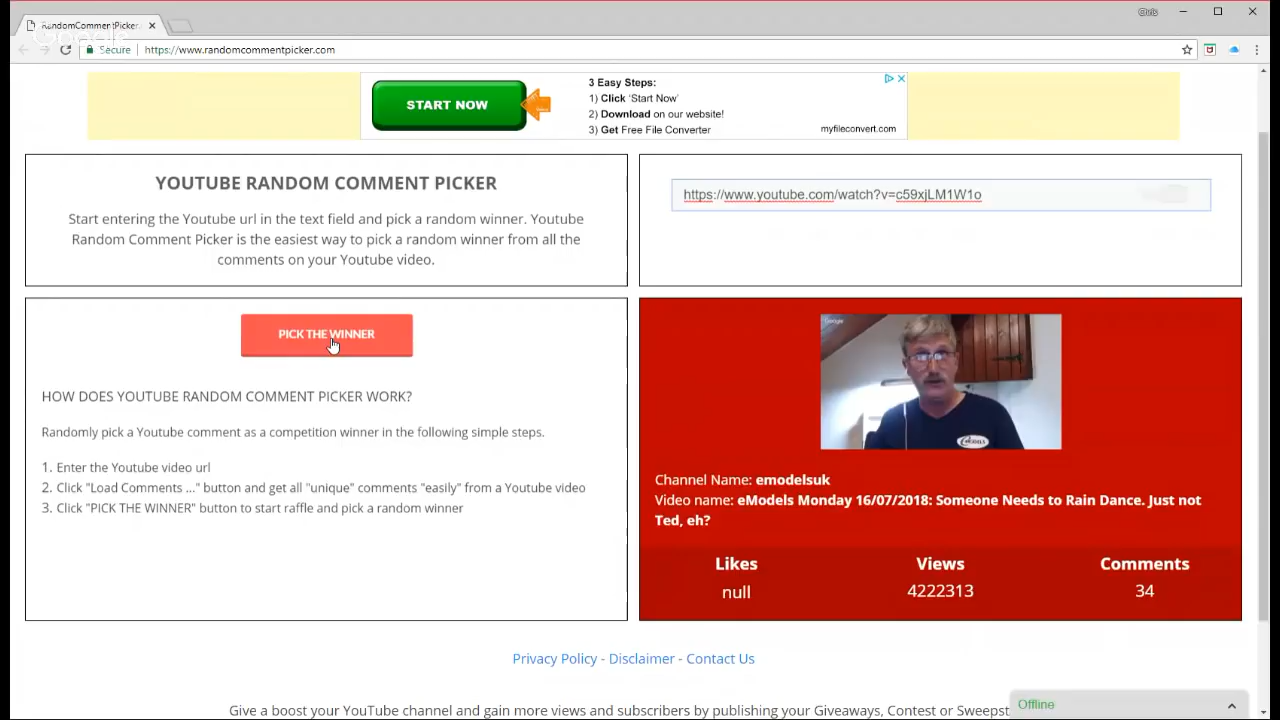 RandomCommentPicker.
Chris
Secure
https://www.randomcommentpicker.com
START NOW
3 Easy Steps:
1) Click 'Start Now'
2) Download on our website!
3) Get Free File Converter
myfileconvert.com
YOUTUBE RANDOM COMMENT PICKER
Start entering the Youtube url in the text field and pick a random winner. Youtube
Random Comment Picker is the easiest way to pick a random winner from all the
comments on your Youtube video.
https://www.youtube.com/watch?v=c59xjLM1W1o
PICK THE WINNER
HOW DOES YOUTUBE RANDOM COMMENT PICKER WORK?
Randomly pick a Youtube comment as a competition winner in the following simple steps.
1. Enter the Youtube video url
2. Click "Load Comments ..." button and get all "unique" comments "easily" from a Youtube video
3. Click "PICK THE WINNER" button to start raffle and pick a random winner
Google
Channel Name: emodelsuk
Video name: eModels Monday 16/07/2018: Someone Needs to Rain Dance. Just not
Ted, eh?
Likes Views Comments
null 4222313 34
Privacy Policy - Disclaimer - Contact Us
Give a boost your YouTube channel and gain more views and subscribers by publishing your Giveaways, Contest or Sweepst
Offline